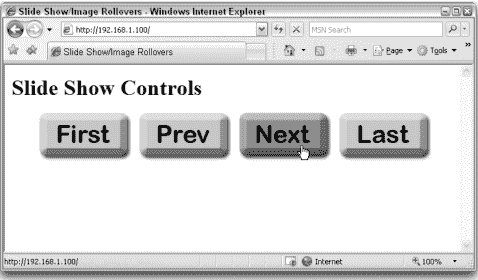 Slide Show/Image Rollovers - Windows Internet Explorer
http://192.168.1.100/
MSN Search
Slide Show/Image Rollovers
Page
Tools
Slide Show Controls
First Prev Next Last
http://192.168.1.100/
Internet
100%